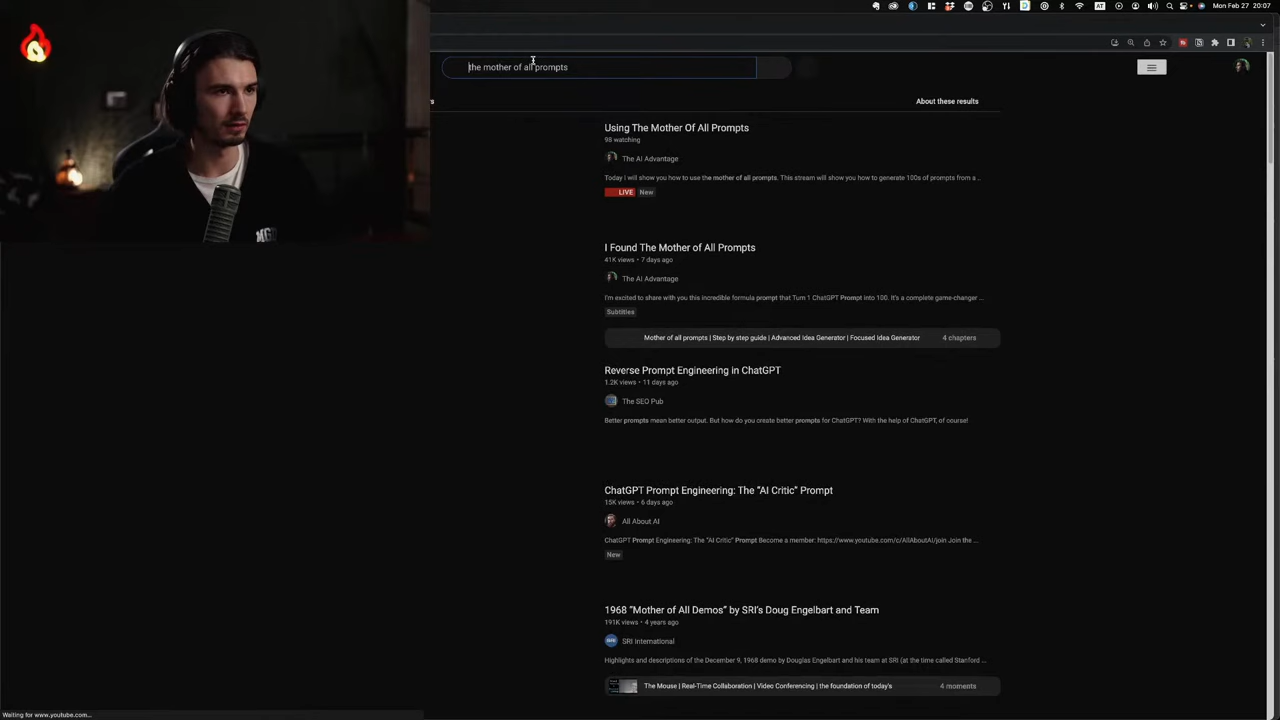 Mon Feb 27 20:07
the mother of all prompts
About these results
Using The Mother Of All Prompts
98 watching
The AI Advantage
Today I will show you how to use the mother of all prompts. This stream will show you how to generate 100s of prompts from a ...
LIVE New
I Found The Mother of All Prompts
41K views • 7 days ago
The AI Advantage
I'm excited to share with you this incredible formula prompt that Turn 1 ChatGPT Prompt into 100. It's a complete game-changer ...
Subtitles
Mother of all prompts | Step by step guide | Advanced Idea Generator | Focused Idea Generator 4 chapters
Reverse Prompt Engineering in ChatGPT
1.2K views • 11 days ago
The SEO Pub
Better prompts mean better output. But how do you create better prompts for ChatGPT? With the help of ChatGPT, of course!
ChatGPT Prompt Engineering: The "AI Critic" Prompt
15K views • 6 days ago
All About AI
ChatGPT Prompt Engineering: The "AI Critic" Prompt Become a member: https://www.youtube.com/c/AllAboutAI/join Join the ...
New
1968 "Mother of All Demos" by SRI's Doug Engelbart and Team
191K views • 4 years ago
SRI International
Highlights and descriptions of the December 9, 1968 demo by Douglas Engelbart and his team at SRI (at the time called Stanford ...
The Mouse | Real-Time Collaboration | Video Conferencing | the foundation of today's 4 moments
Waiting for www.youtube.com...